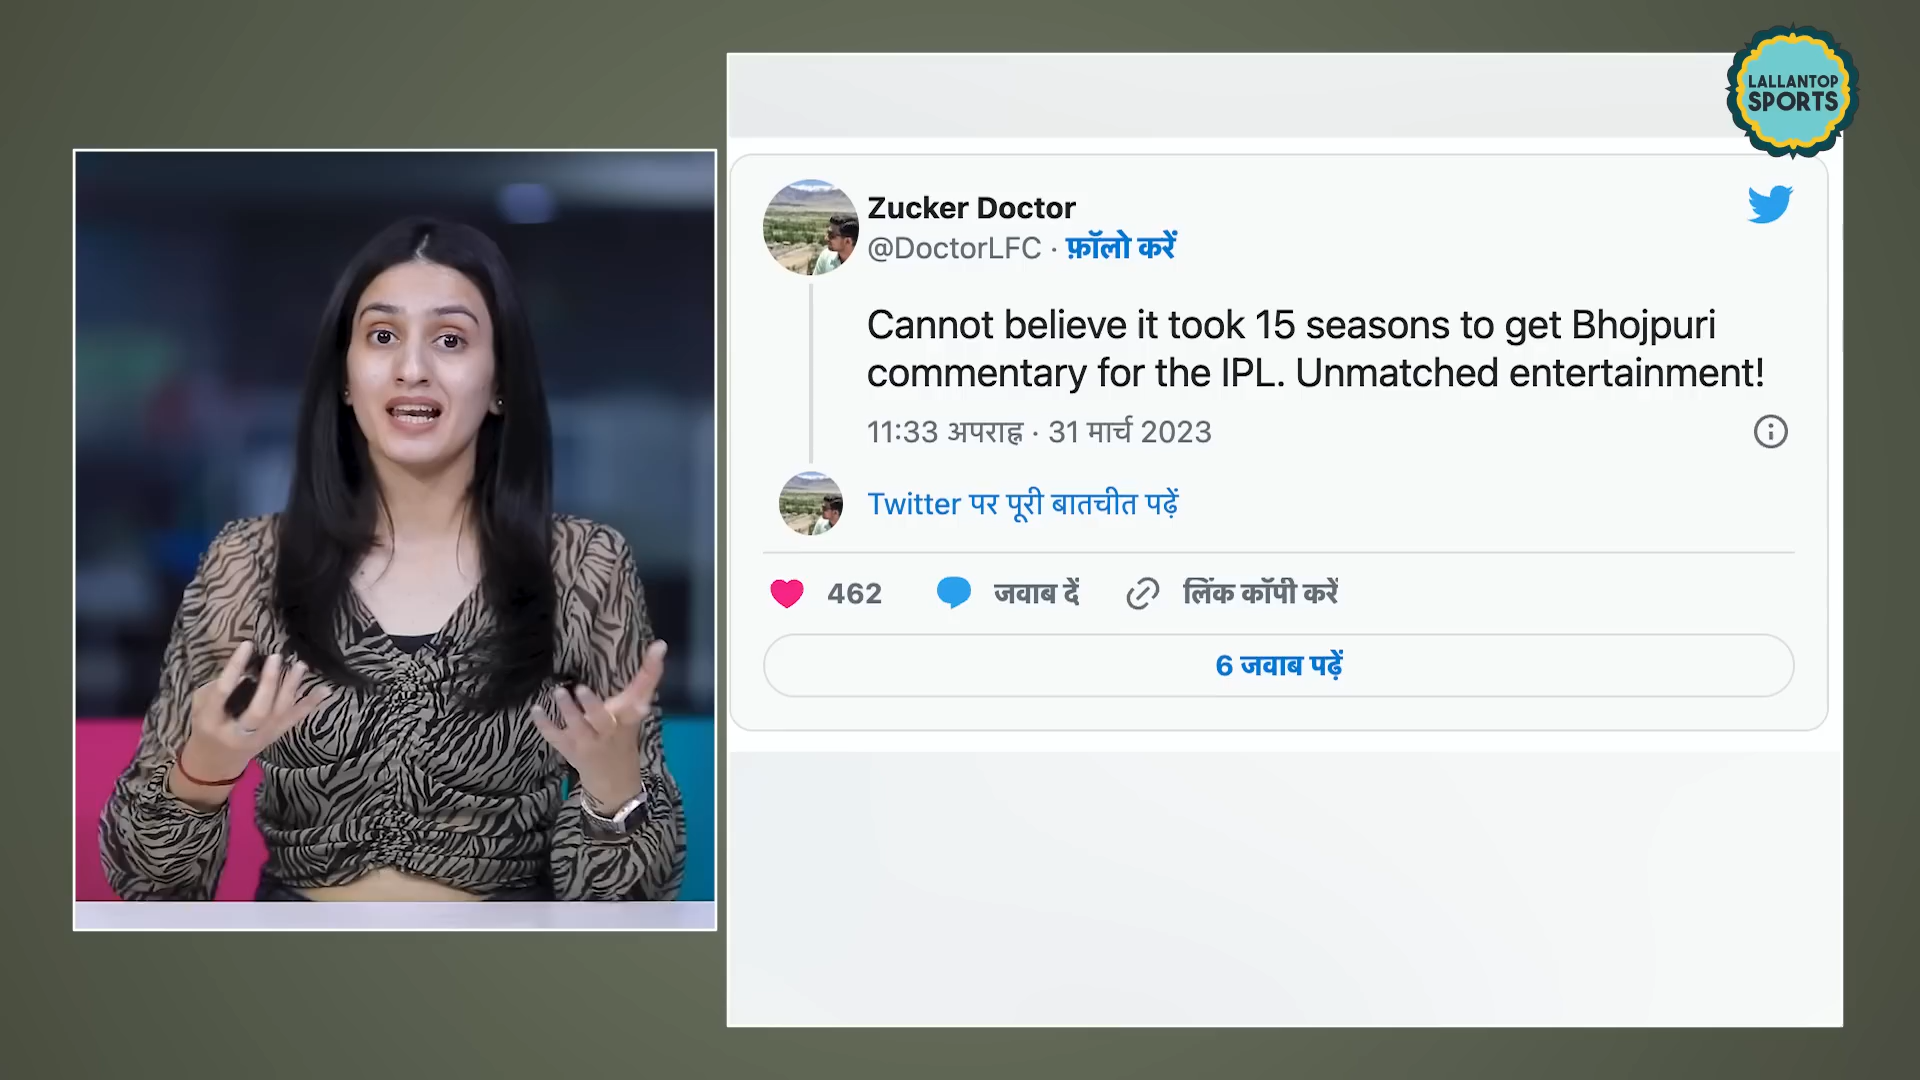 LALLANTOP
SPORTS
Zucker Doctor
@DoctorLFC · फ़ॉलो करें
Cannot believe it took 15 seasons to get Bhojpuri
commentary for the IPL. Unmatched entertainment!
11:33 अपराह्न · 31 मार्च 2023
Twitter पर पूरी बातचीत पढ़ें
462 जवाब दें लिंक कॉपी करें
6 जवाब पढ़ें